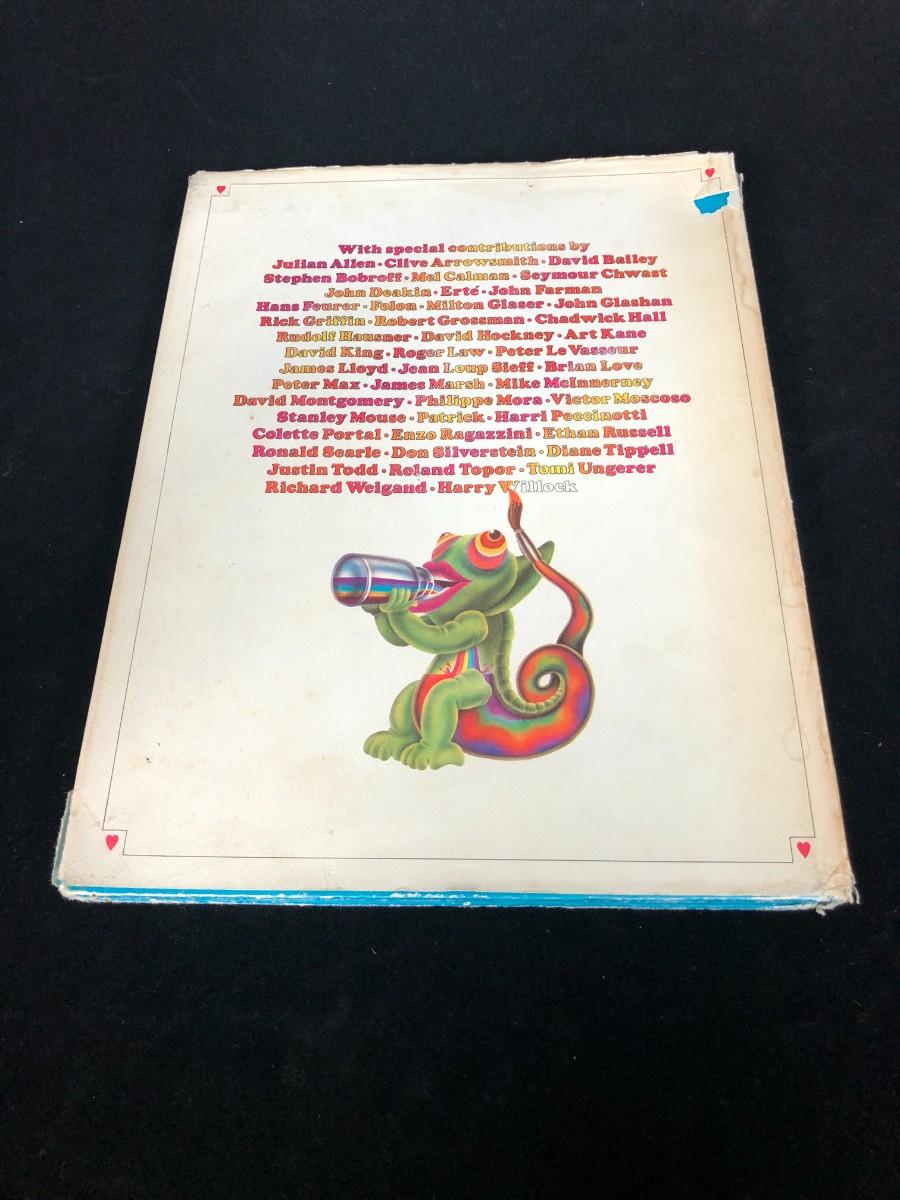 With special contributions by
Julian Allen · Clive Arrowsmith · David Bailey
Stephen Bobroff · Mel Calman · Seymour Chwast
John Deakin · Erté · John Farman
Hans Feurer · Folon · Milton Glaser · John Glashan
Rick Griffin · Robert Grossman · Chadwick Hall
Rudolf Hausner · David Hockney · Art Kane
David King · Roger Law · Peter Le Vasseur
James Lloyd · Jean Loup Sieff · Brian Love
Peter Max · James Marsh · Mike McInnerney
David Montgomery · Philippe Mora · Victor Moscoso
Stanley Mouse · Patrick · Harri Peccinotti
Colette Portal · Enzo Ragazzini · Ethan Russell
Ronald Searle · Don Silverstein · Diane Tippell
Justin Todd · Roland Topor · Tomi Ungerer
Richard Weigand · Harry Willock